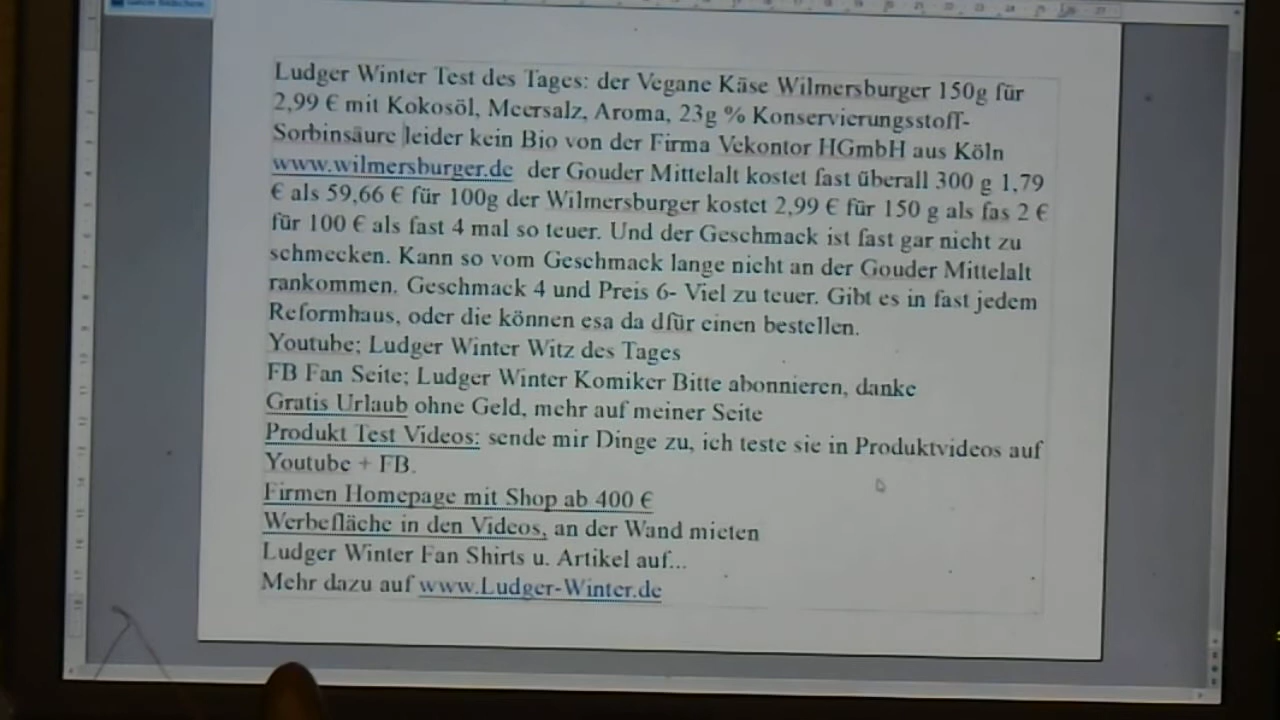 Ludger Winter Test des Tages: der Vegane Käse Wilmersburger 150g für
2,99 € mit Kokosöl, Meersalz, Aroma, 23g % Konservierungsstoff-
Sorbinsäure leider kein Bio von der Firma Vekontor HGmbH aus Köln
www.wilmersburger.de der Gouder Mittelalt kostet fast überall 300 g 1,79
€ als 59,66 € für 100g der Wilmersburger kostet 2,99 € für 150 g als fas 2 €
für 100 € als fast 4 mal so teuer. Und der Geschmack ist fast gar nicht zu
schmecken. Kann so vom Geschmack lange nicht an der Gouder Mittelalt
rankommen. Geschmack 4 und Preis 6- Viel zu teuer. Gibt es in fast jedem
Reformhaus, oder die können esa da dfür einen bestellen.
Youtube; Ludger Winter Witz des Tages
FB Fan Seite; Ludger Winter Komiker Bitte abonnieren, danke
Gratis Urlaub ohne Geld, mehr auf meiner Seite
Produkt Test Videos: sende mir Dinge zu, ich teste sie in Produktvideos auf
Youtube + FB.
Firmen Homepage mit Shop ab 400 €
Werbefläche in den Videos, an der Wand mieten
Ludger Winter Fan Shirts u. Artikel auf...
Mehr dazu auf www.Ludger-Winter.de